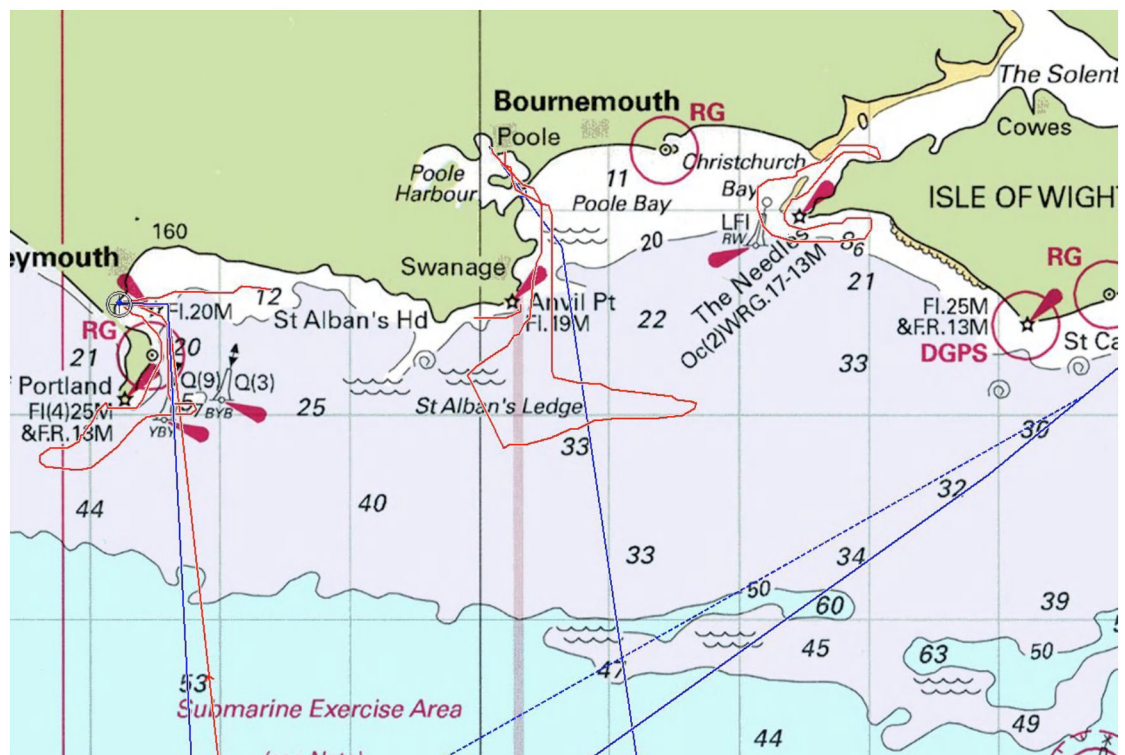 The Solent
Bournemouth
RG
0
Cowes
Poole
Christchurch
Bay
Poole
Harbour
11
Poole Bay
ISLE OF WIGHT
160
LFl
RW
20
8₆
eymouth
Swanage
The Needles
Oc(2)WRG.17-13M
21
RG
12
Anvil Pt
Fl.19M
22
Fl.25M
&F.R.13M
DGPS
Fl.20M
St Alban's Hd
RG
21
20
33
St Ca
Portland
Fl(4)25M
&F.R.13M
Q(9)
Q(3)
BYB
YBY
25
St Alban's Ledge
33
30
44
40
32
33
34
50
60
39
45
63
50
47
53
Submarine Exercise Area
49
44